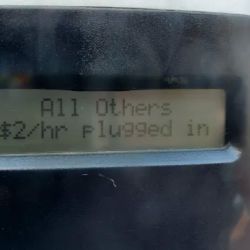 All Others
$2/hr plugged in